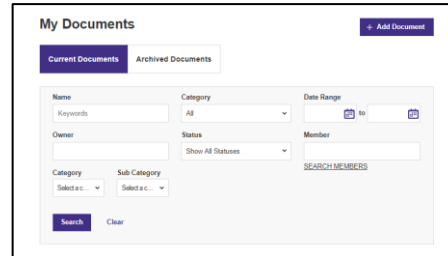 My Documents
+ Add Document
Current Documents Archived Documents
Name Category Date Range
Keywords All to
Owner Status Member
Show All Statuses
SEARCH MEMBERS
Category Sub Category
Select a c... Select a c...
Search Clear